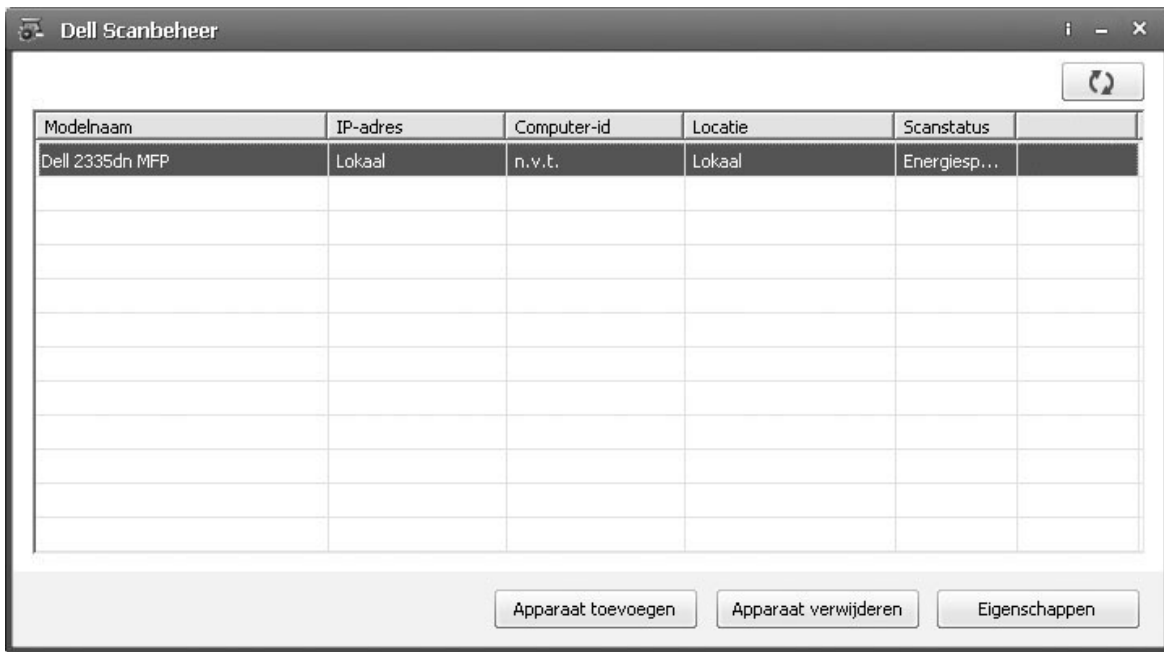 Dell Scanbeheer
Modelnaam IP-adres Computer-id Locatie Scanstatus
Dell 2335dn MFP Lokaal n.v.t. Lokaal Energiesp...
Apparaat toevoegen Apparaat verwijderen Eigenschappen